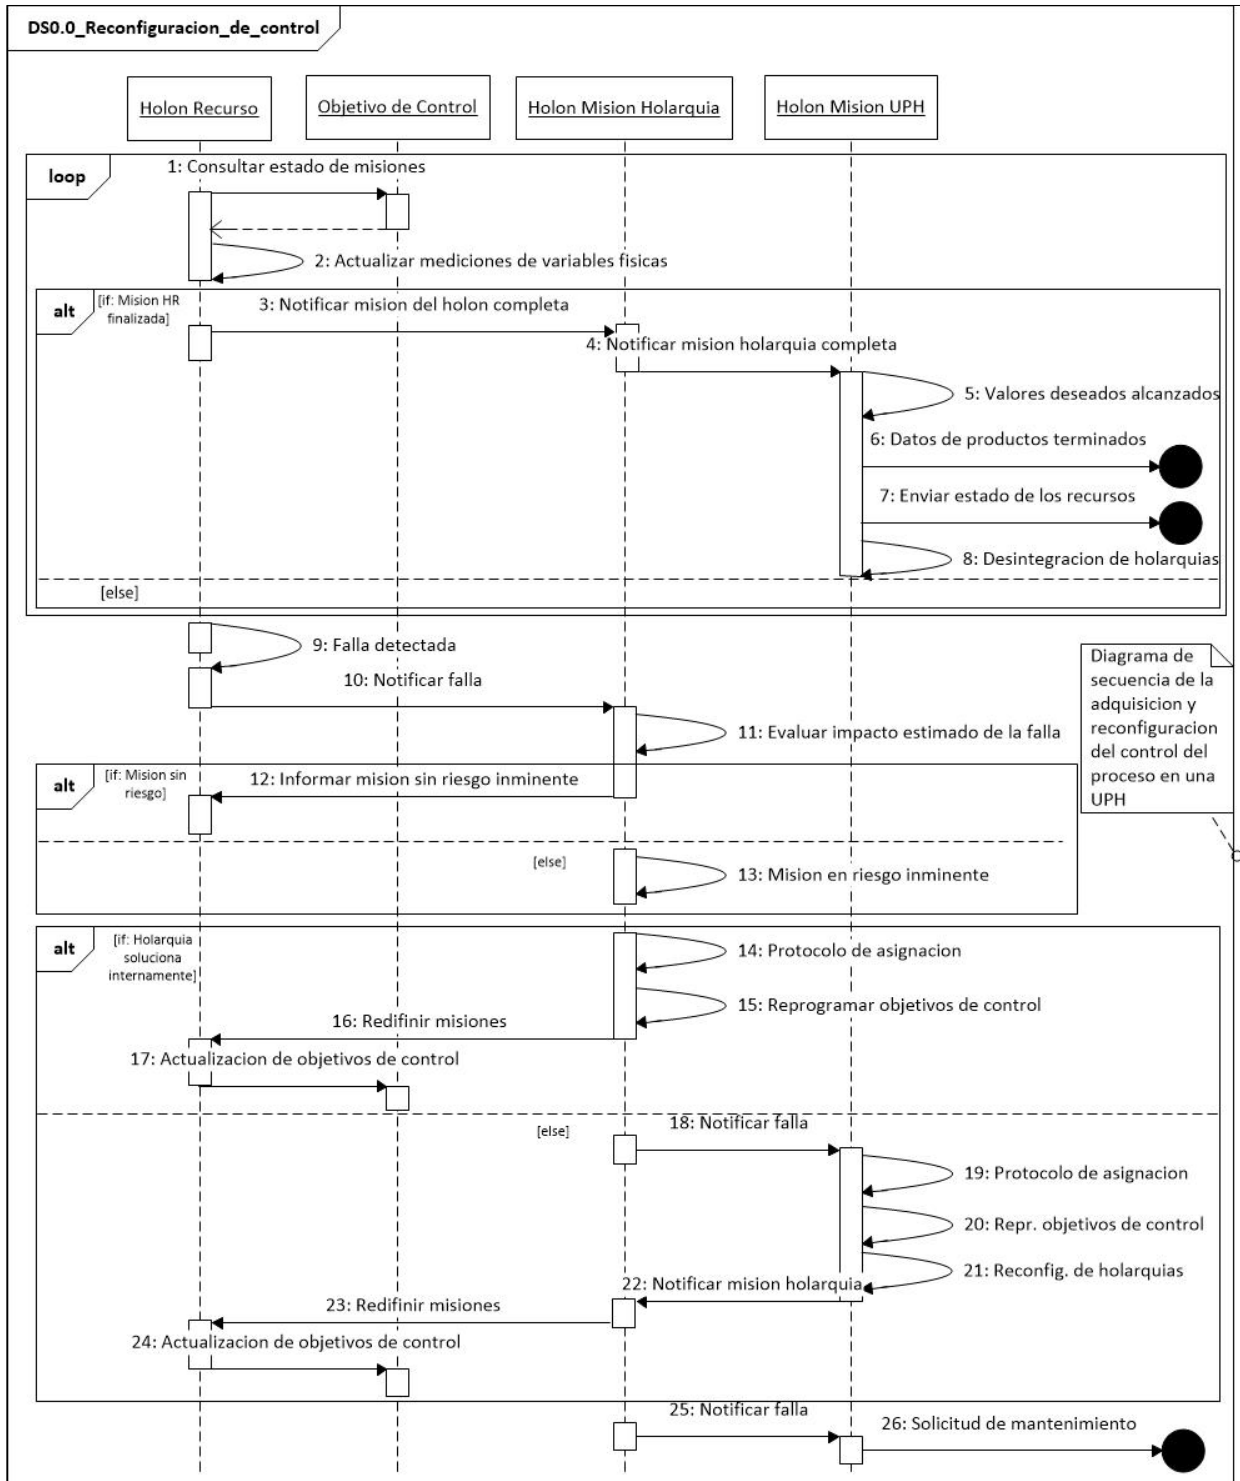 DS0.0_Reconfiguracion_de_control
Holon Recurso
Objetivo de Control
Holon Mision Holarquia
Holon Mision UPH
loop
1: Consultar estado de misiones
2: Actualizar mediciones de variables fisicas
alt
[if: Mision HR
finalizada]
3: Notificar mision del holon completa
4: Notificar mision holarquia completa
5: Valores deseados alcanzados
6: Datos de productos terminados
7: Enviar estado de los recursos
8: Desintegracion de holarquias
[else]
9: Falla detectada
10: Notificar falla
11: Evaluar impacto estimado de la falla
Diagrama de
secuencia de la
adquisicion y
reconfiguracion
del control del
proceso en una
UPH
alt
[if: Mision sin
riesgo]
12: Informar mision sin riesgo inminente
[else]
13: Mision en riesgo inminente
alt
[if: Holarquia
soluciona
internamente]
14: Protocolo de asignacion
15: Reprogramar objetivos de control
16: Redifinir misiones
17: Actualizacion de objetivos de control
[else]
18: Notificar falla
19: Protocolo de asignacion
20: Repr. objetivos de control
21: Reconfig. de holarquias
22: Notificar mision holarquia
23: Redifinir misiones
24: Actualizacion de objetivos de control
25: Notificar falla
26: Solicitud de mantenimiento